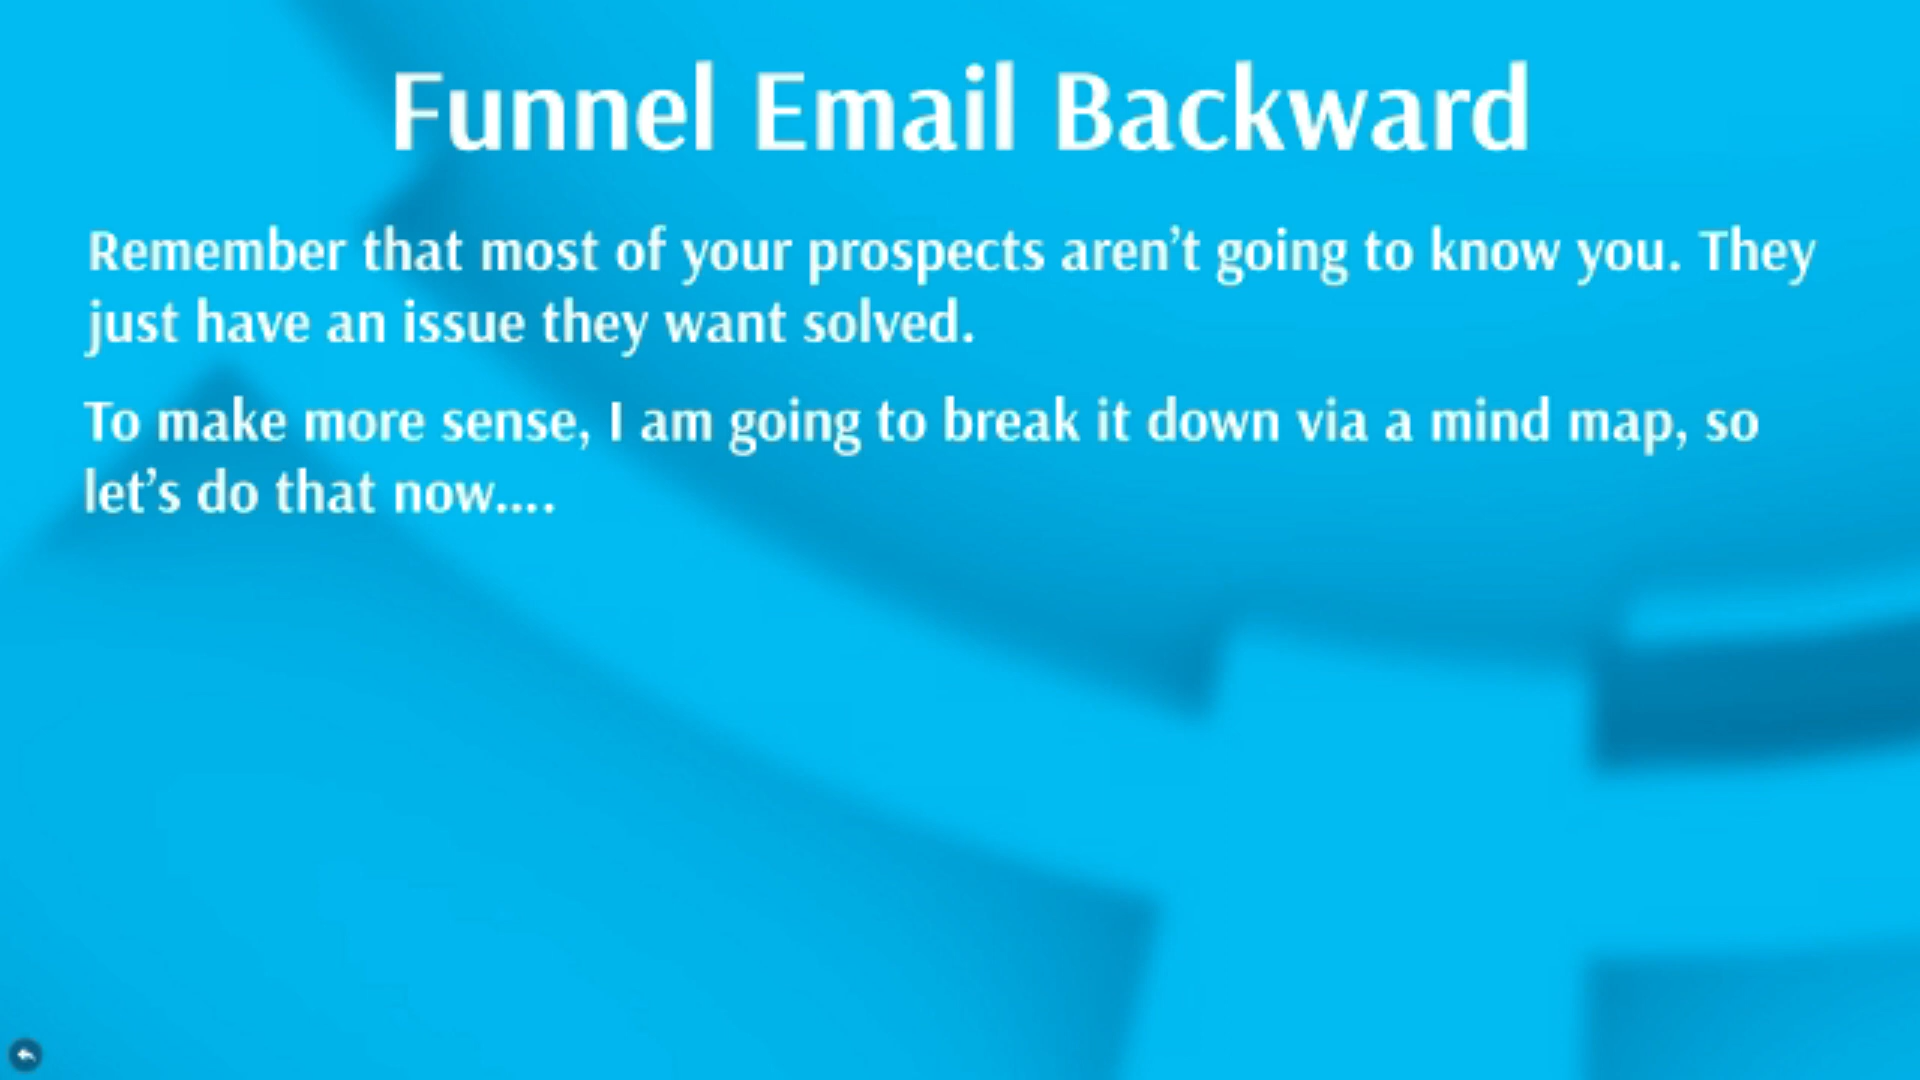 Funnel Email Backward
Remember that most of your prospects aren’t going to know you. They
just have an issue they want solved.
To make more sense, I am going to break it down via a mind map, so
let’s do that now....